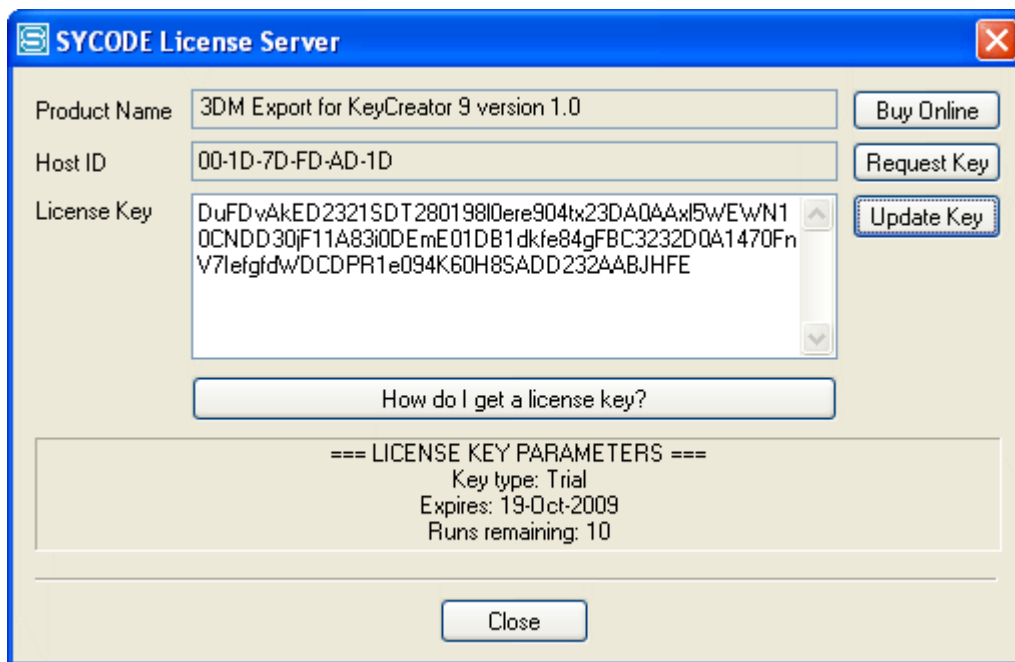 SYCODE License Server
Product Name
3DM Export for KeyCreator 9 version 1.0
Buy Online
Host ID
00-1D-7D-FD-AD-1D
Request Key
License Key
DuFDvAkED2321SDT280198I0ere904tx23DA0AAxl5WEWN1
0CNDD30jF11A83i0DEmE01DB1dkfe84gFBC3232D0A1470Fn
V7IefgfdWDCDPR1e094K60H8SADD232AABJHFE
Update Key
How do I get a license key?
=== LICENSE KEY PARAMETERS ===
Key type: Trial
Expires: 19-Oct-2009
Runs remaining: 10
Close